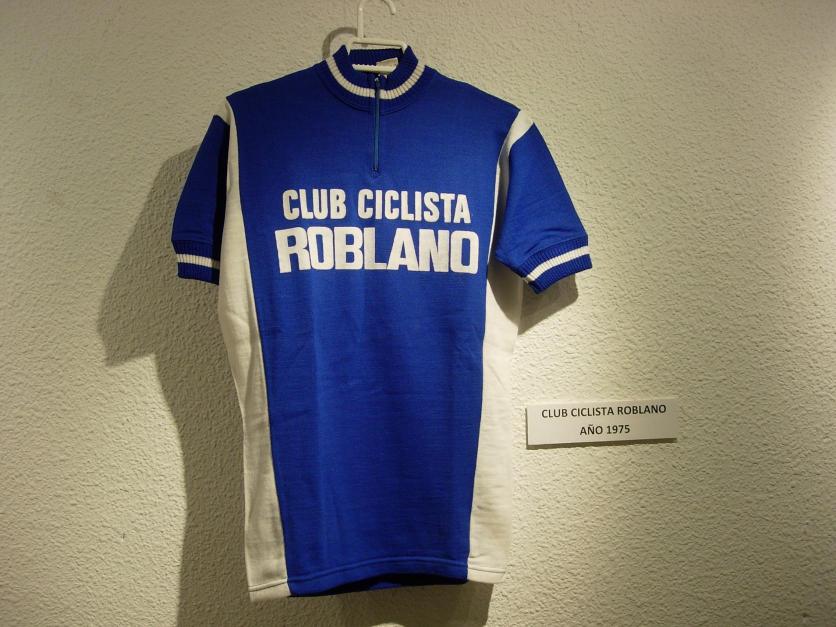 CLUB CICLISTA
ROBLANO
CLUB CICLISTA ROBLANO
AÑO 1975